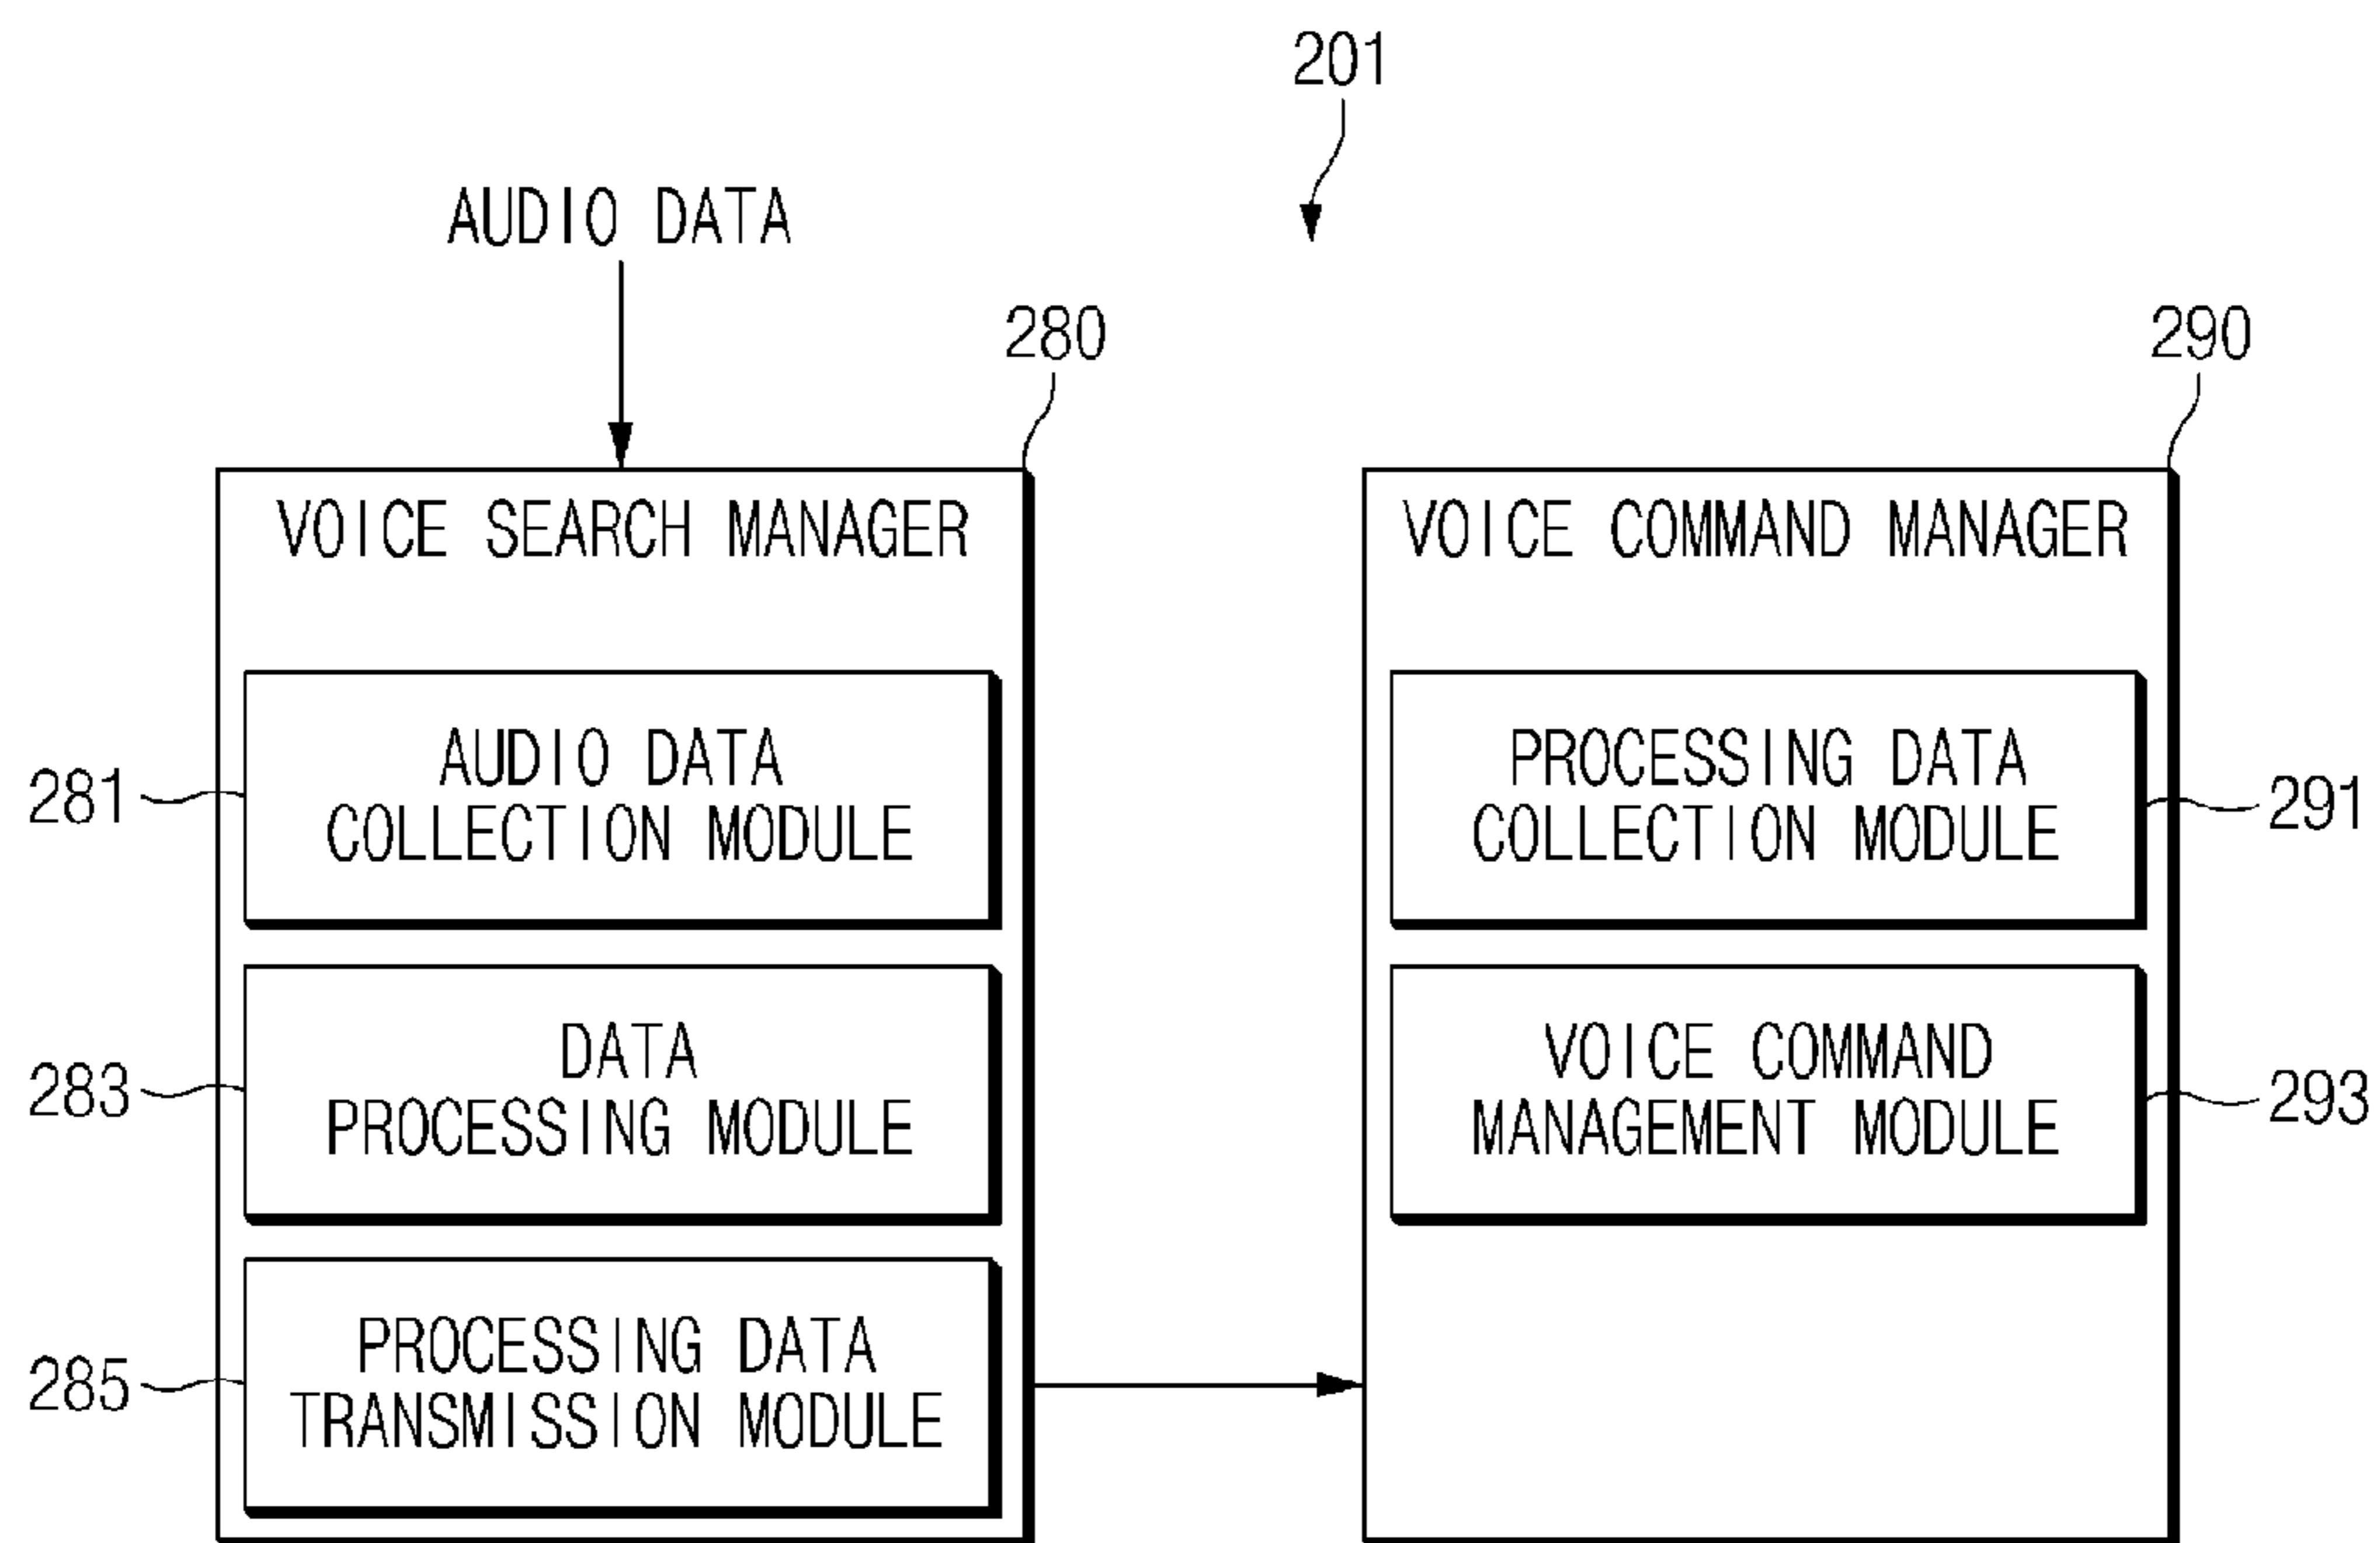 201
AUDIO DATA
280
290
VOICE SEARCH MANAGER
VOICE COMMAND MANAGER
281
AUDIO DATA
COLLECTION MODULE
PROCESSING DATA
COLLECTION MODULE
291
283
DATA
PROCESSING MODULE
VOICE COMMAND
MANAGEMENT MODULE
293
285
PROCESSING DATA
TRANSMISSION MODULE